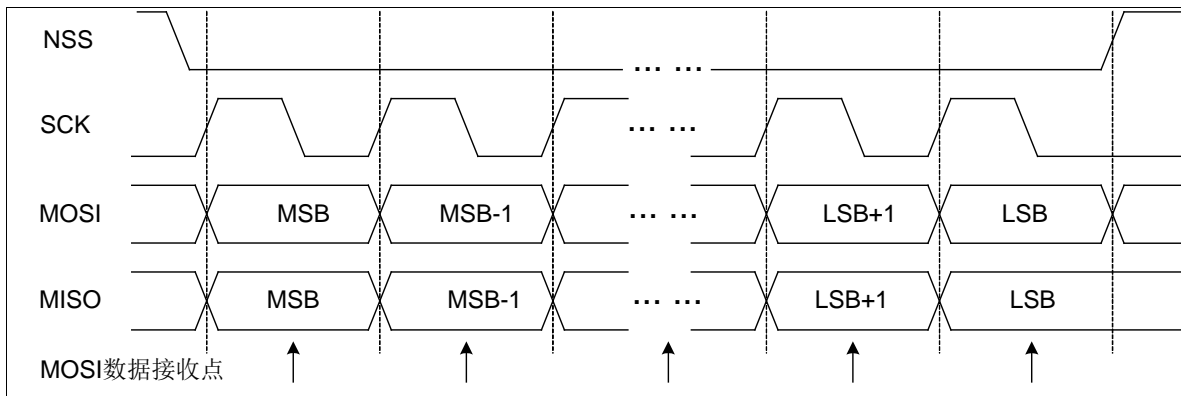 NSS
... ...
SCK
... ...
MOSI
MSB
MSB-1
... ...
LSB+1
LSB
MISO
MSB
MSB-1
... ...
LSB+1
LSB
MOSI数据接收点